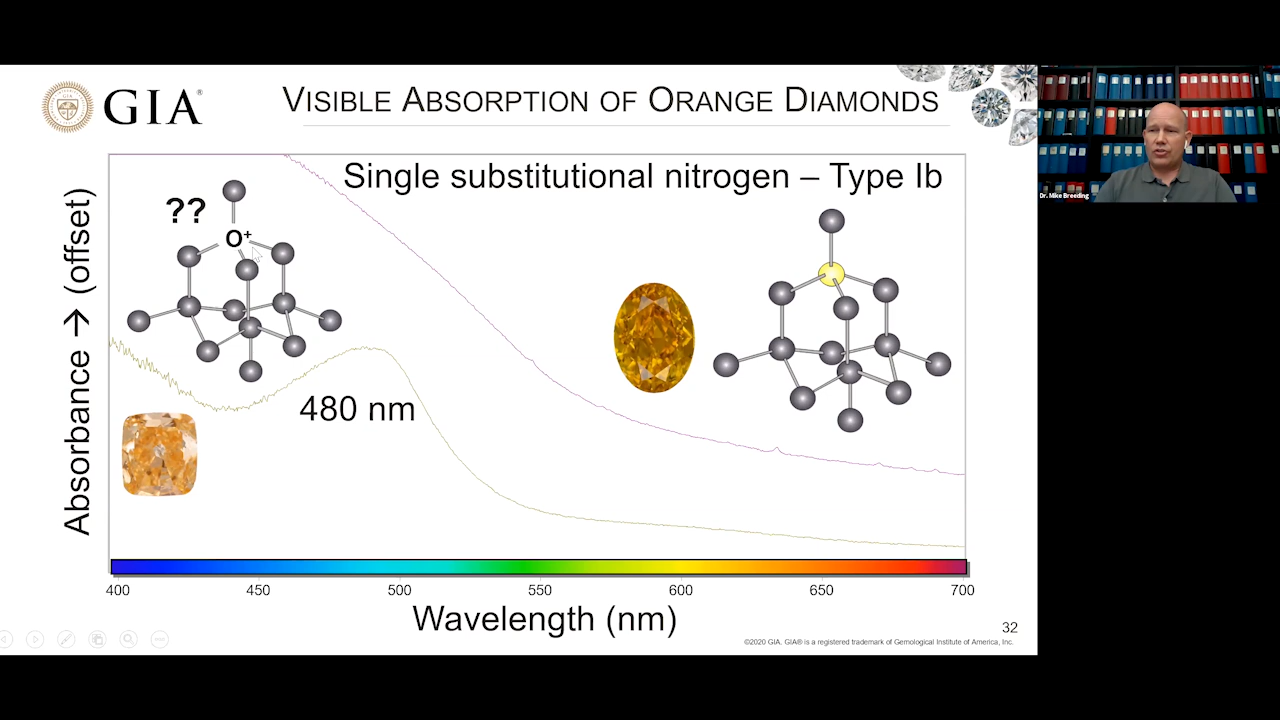 GIA®
VISIBLE ABSORPTION OF ORANGE DIAMONDS
Single substitutional nitrogen – Type Ib
??
O⁺
480 nm
Absorbance → (offset)
400 450 500 550 600 650 700
Wavelength (nm)
32
©2020 GIA. GIA® is a registered trademark of Gemological Institute of America, Inc.
Dr. Mike Breeding